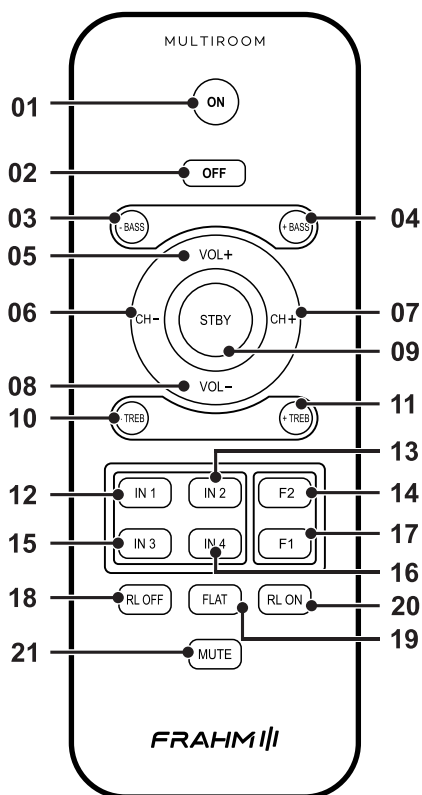 MULTIROOM
01 ON
02 OFF
03 - BASS + BASS 04
05 VOL+
06 CH- STBY CH+ 07
09
08 VOL-
10 - TREB + TREB 11
13
12 IN 1 IN 2 F2 14
15 IN 3 IN 4 F1 17
16
18 RL OFF FLAT RL ON 20
19
21 MUTE
FRAHM